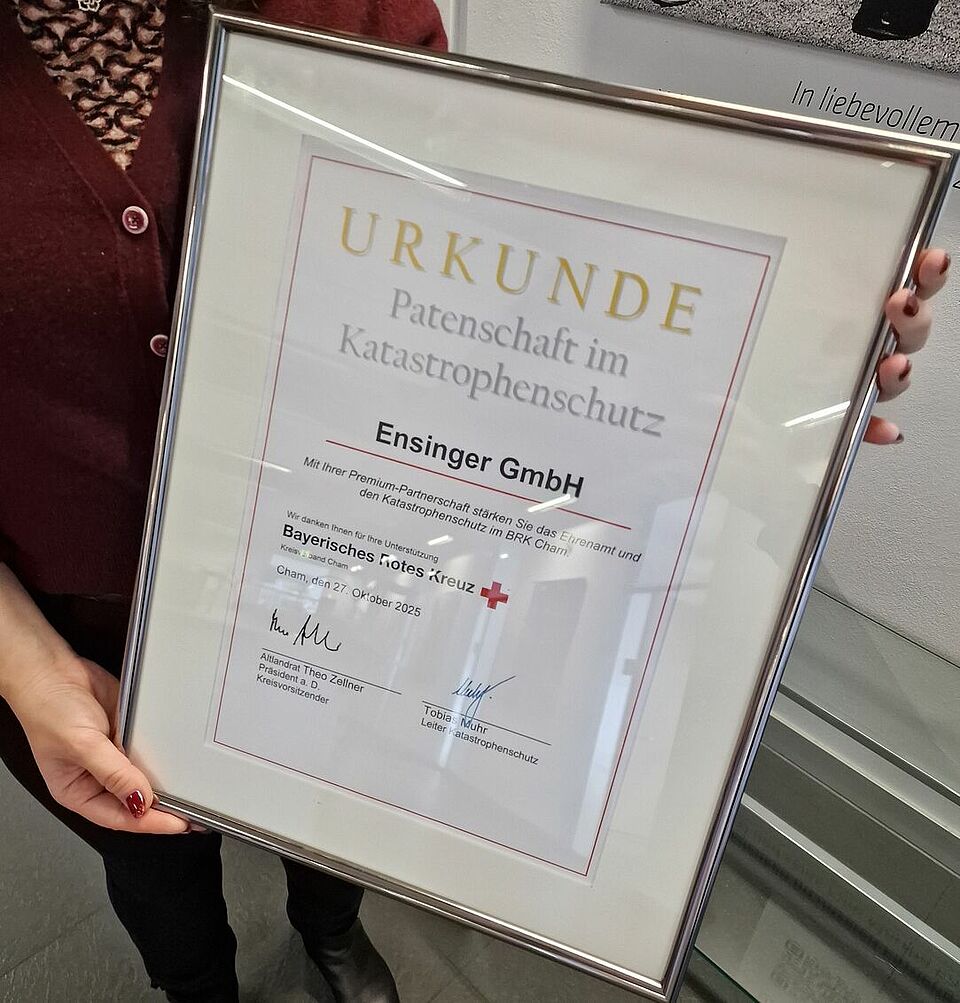 In liebevollem
URKUNDE
Patenschaft im
Katastrophenschutz
Ensinger GmbH
Mit Ihrer Premium-Partnerschaft stärken Sie das Ehrenamt und
den Katastrophenschutz im BRK Cham.
Wir danken Ihnen für Ihre Unterstützung
Bayerisches Rotes Kreuz
Kreisverband Cham
Cham, den 27. Oktober 2025
Altlandrat Theo Zellner
Präsident a. D.
Kreisvorsitzender
Tobias Muhr
Leiter Katastrophenschutz